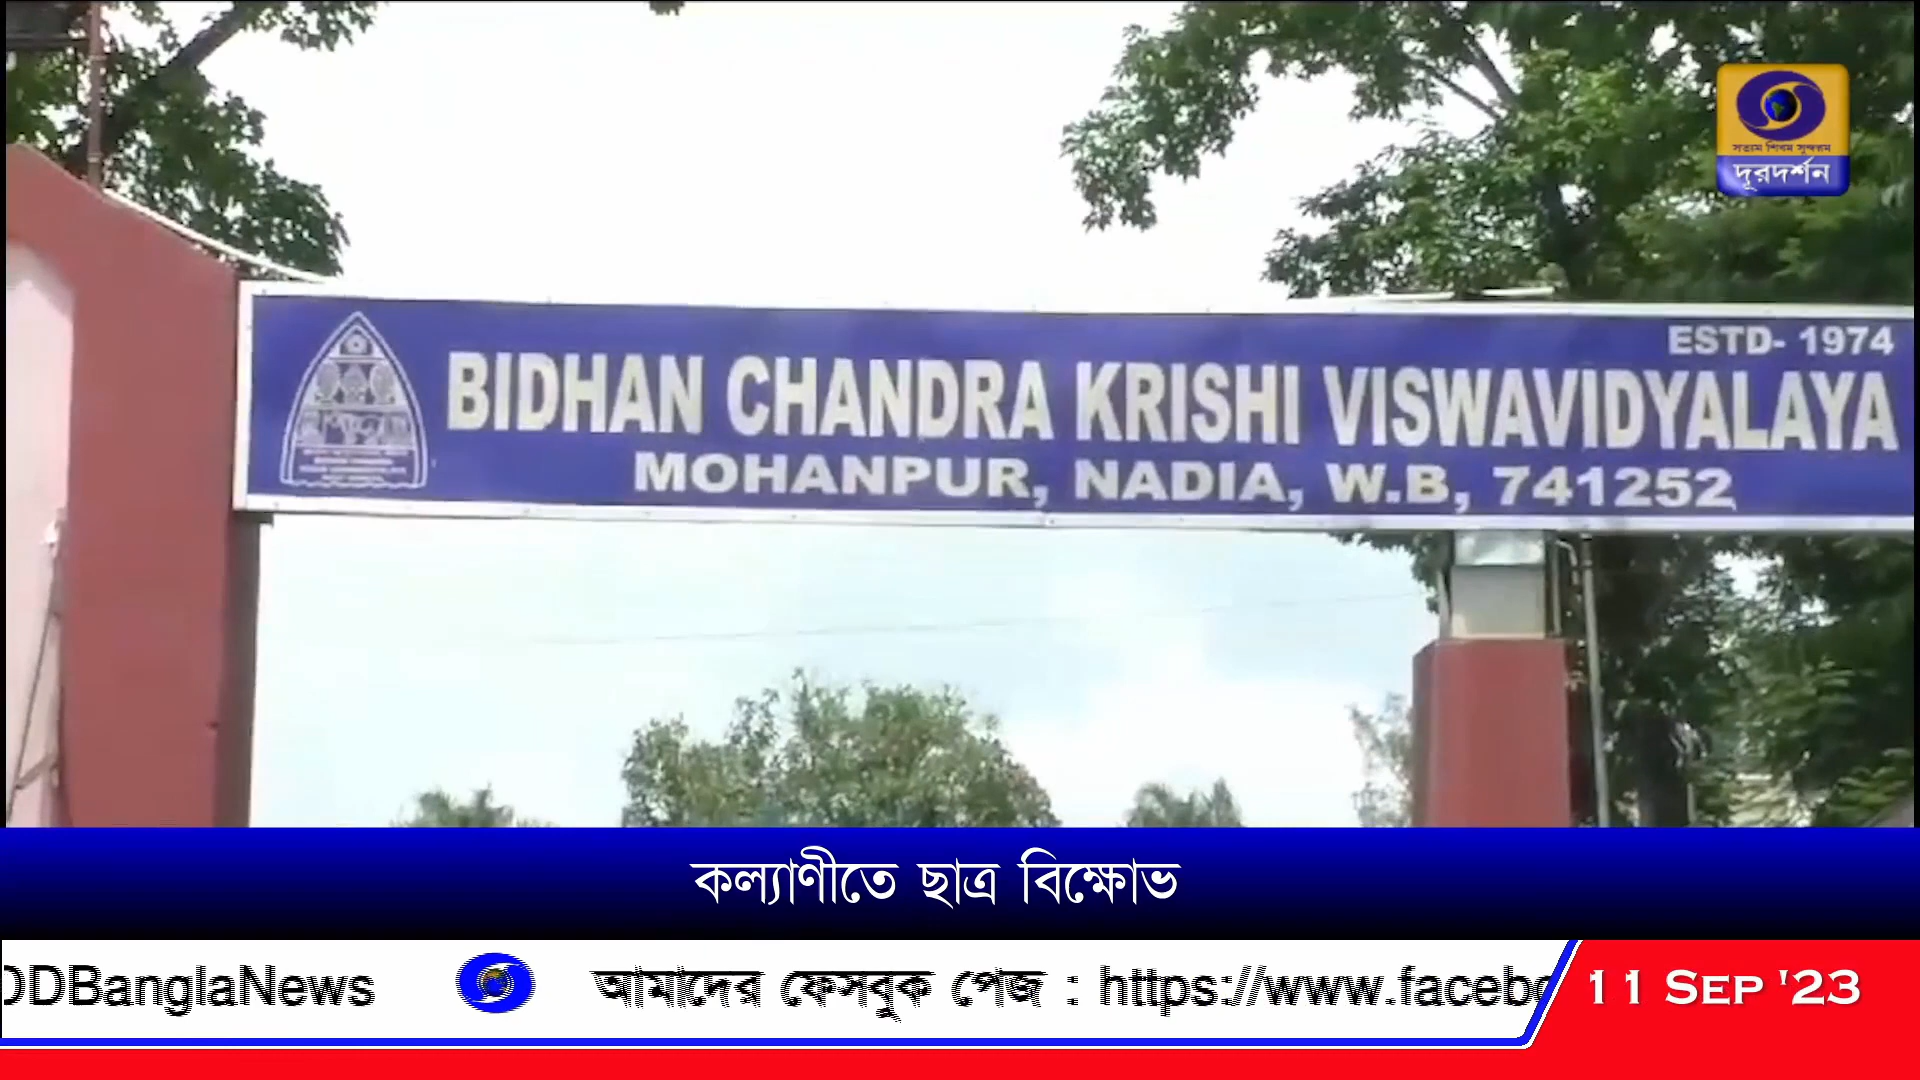 সত্যম শিবম সুন্দরম
দূরদর্শন
ESTD- 1974
BIDHAN CHANDRA KRISHI VISWAVIDYALAYA
MOHANPUR, NADIA, W.B, 741252
কল্যাণীতে ছাত্র বিক্ষোভ
DDBanglaNews আমাদের ফেসবুক পেজ : https://www.facebo
11 SEP '23